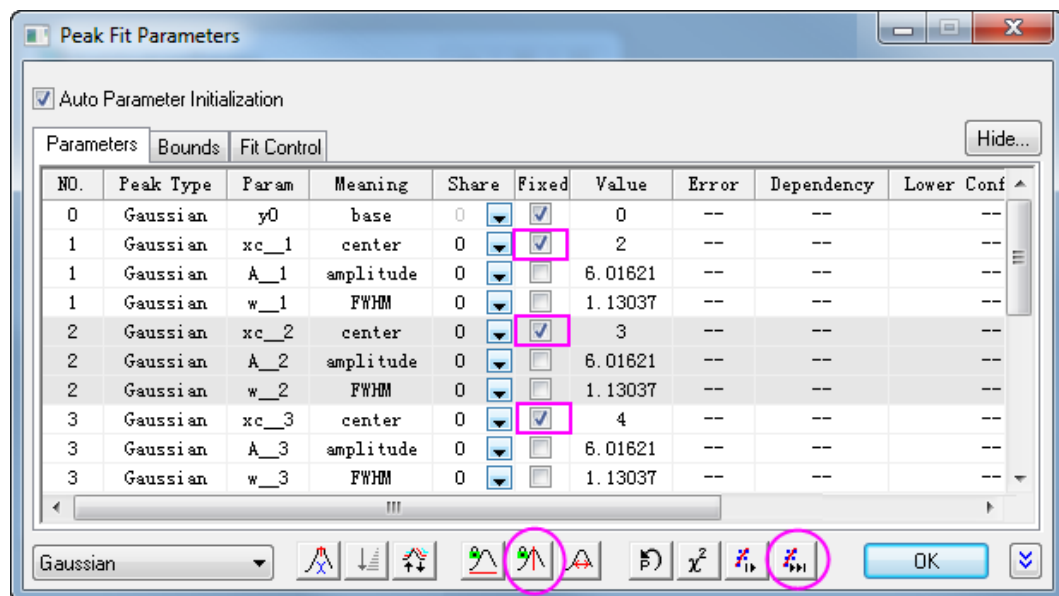 Peak Fit Parameters
Auto Parameter Initialization
Parameters Bounds Fit Control Hide...
NO. Peak Type Param Meaning Share Fixed Value Error Dependency Lower Conf
0 Gaussian y0 base 0 0 -- -- --
1 Gaussian xc__1 center 0 2 -- -- --
1 Gaussian A__1 amplitude 0 6.01621 -- -- --
1 Gaussian w__1 FWHM 0 1.13037 -- -- --
2 Gaussian xc__2 center 0 3 -- -- --
2 Gaussian A__2 amplitude 0 6.01621 -- -- --
2 Gaussian w__2 FWHM 0 1.13037 -- -- --
3 Gaussian xc__3 center 0 4 -- -- --
3 Gaussian A__3 amplitude 0 6.01621 -- -- --
3 Gaussian w__3 FWHM 0 1.13037 -- -- --
Gaussian χ² OK